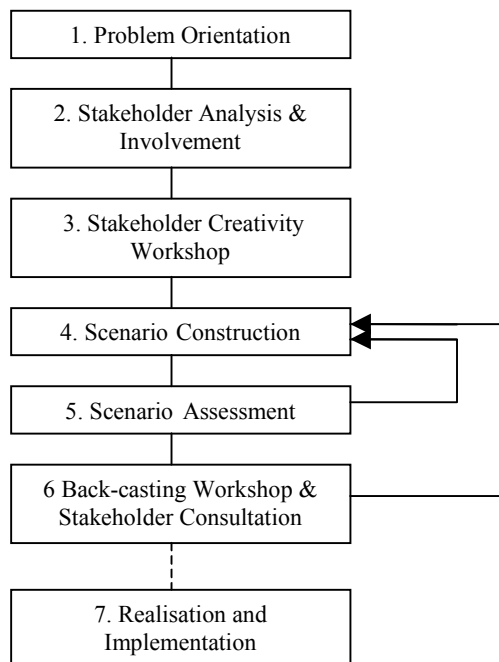 1. Problem Orientation
2. Stakeholder Analysis &
Involvement
3. Stakeholder Creativity
Workshop
4. Scenario Construction
5. Scenario Assessment
6 Back-casting Workshop &
Stakeholder Consultation
7. Realisation and
Implementation